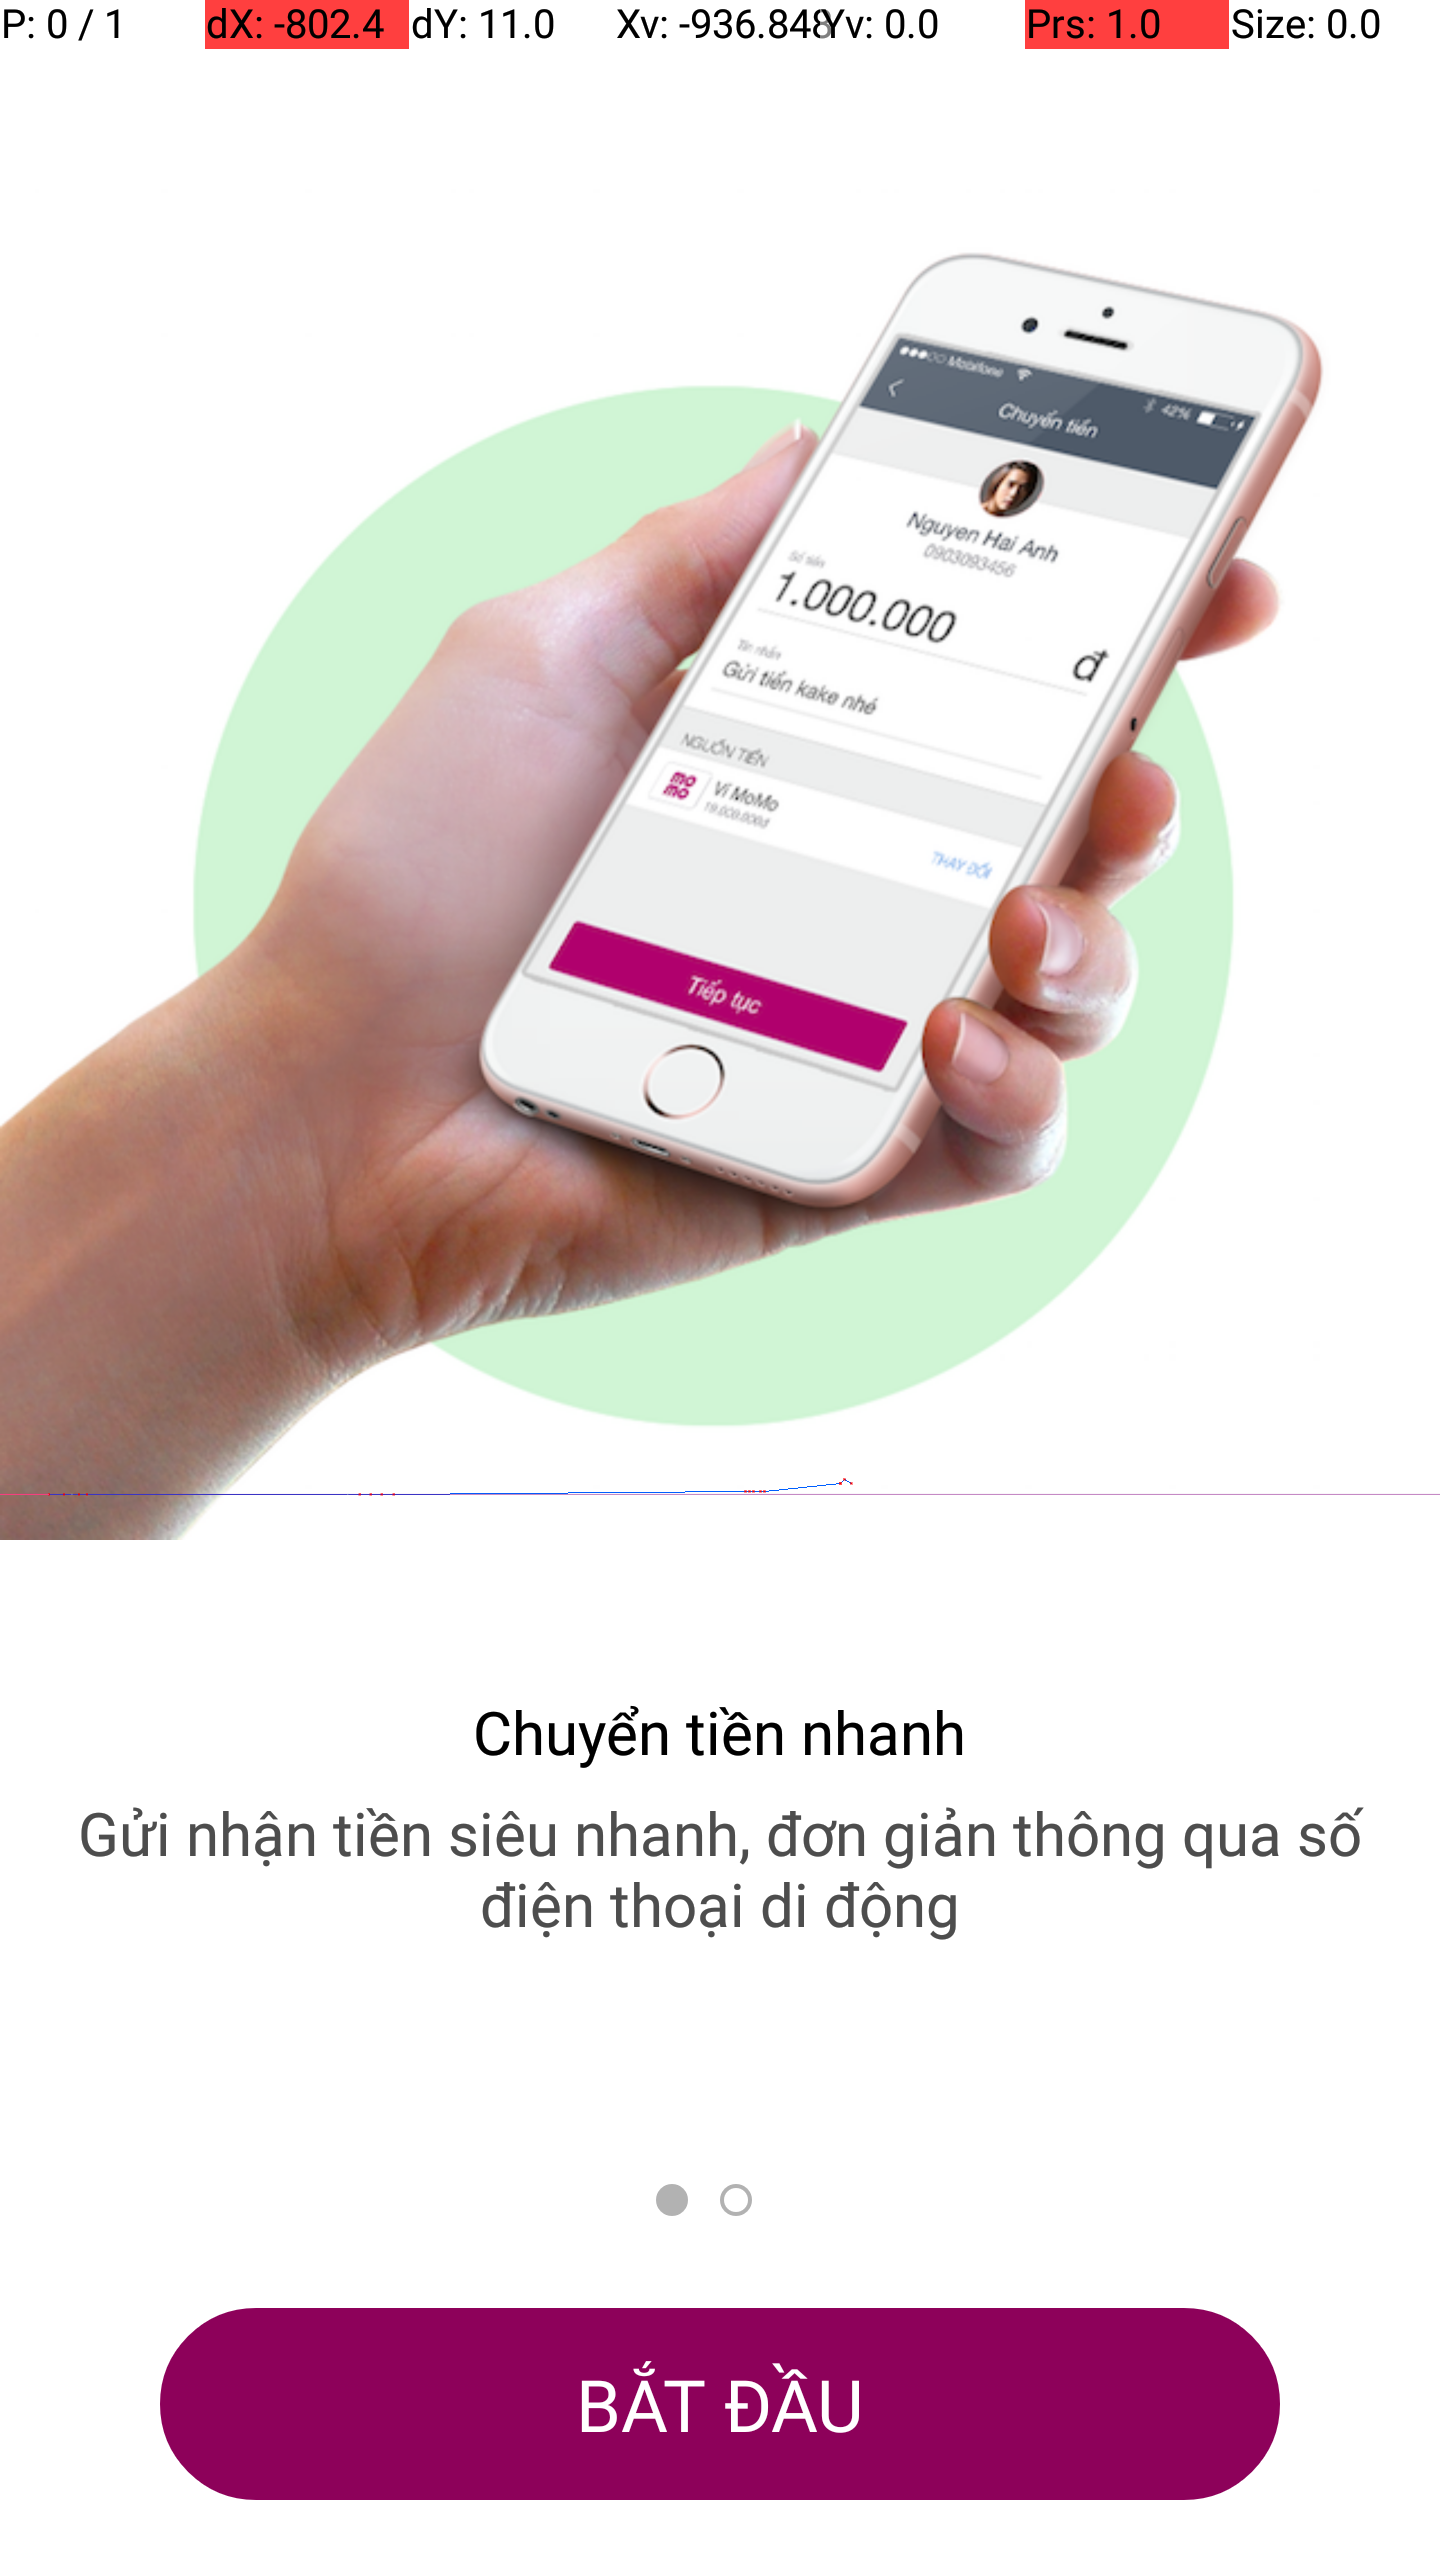 P: 0 / 1 dX: -802.4 dY: 11.0 Xv: -936.848 Yv: 0.0 Prs: 1.0 Size: 0.0
Mobifone 42%
Chuyển tiền
Nguyen Hai Anh
0903093456
Số tiền
1.000.000 đ
Tin nhắn
Gửi tiền kake nhé
NGUỒN TIỀN
momo Ví MoMo
19.000.000đ
THAY ĐỔI
Tiếp tục
Chuyển tiền nhanh
Gửi nhận tiền siêu nhanh, đơn giản thông qua số
điện thoại di động
BẮT ĐẦU